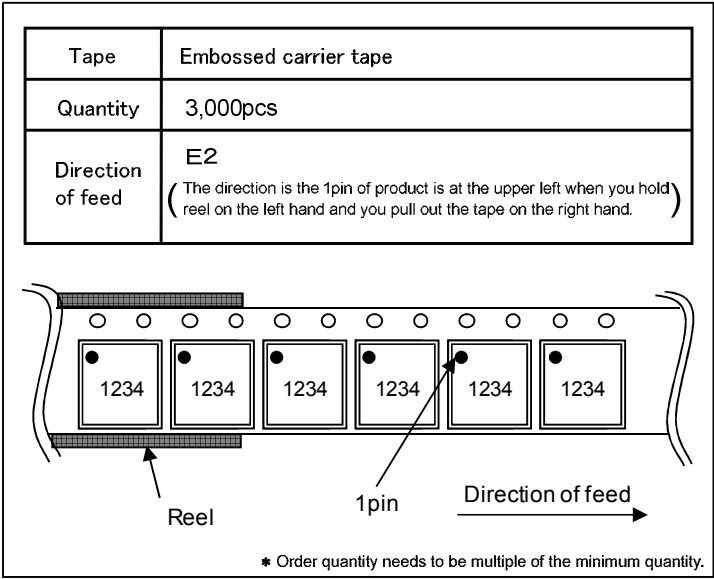 Tape
Embossed carrier tape
Quantity
3,000pcs
Direction
of feed
E2
( The direction is the 1pin of product is at the upper left when you hold
reel on the left hand and you pull out the tape on the right hand. )
1234 1234 1234 1234 1234 1234
Reel
1pin
Direction of feed
* Order quantity needs to be multiple of the minimum quantity.